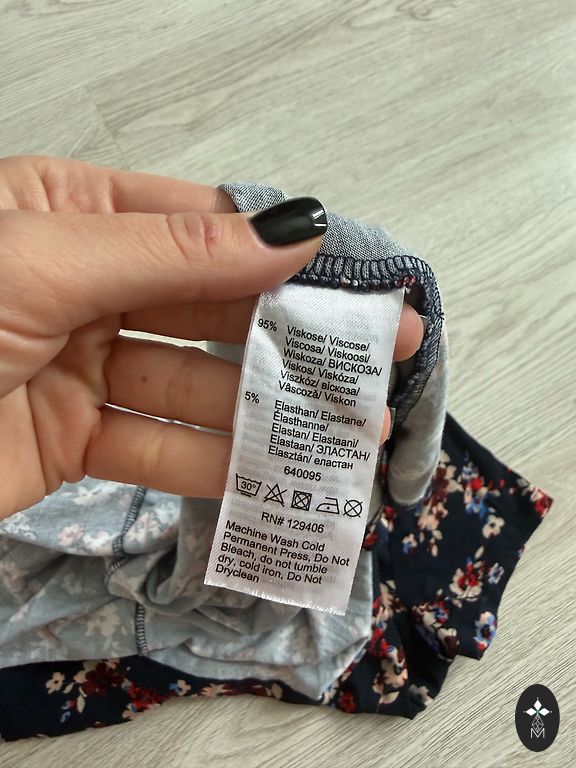 95% Viskose/ Viscose/
Viscosa/ Viskoosi/
Wiskoza/ ВИСКОЗА/
Viskos/ Viskóza/
Viszkóz/ віскоза/
Vâscoză/ Viskon
5% Elasthan/ Elastane/
Élasthanne/
Elastan/ Elastaani/
Elastaan/ ЭЛАСТАН/
Elasztán/ еластан
640095
30°
RN# 129406
Machine Wash Cold
Permanent Press, Do Not
Bleach, do not tumble
dry, cold iron, Do Not
Dryclean
M